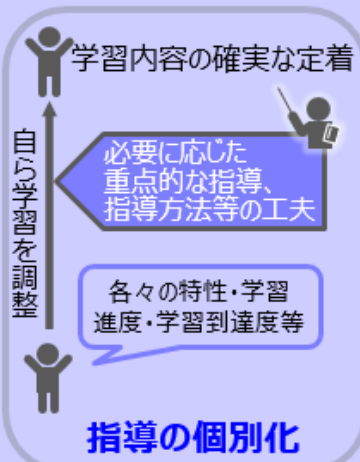 学習内容の確実な定着
必要に応じた
重点的な指導、
指導方法等の工夫
自ら学習を調整
各々の特性・学習
進度・学習到達度等
指導の個別化